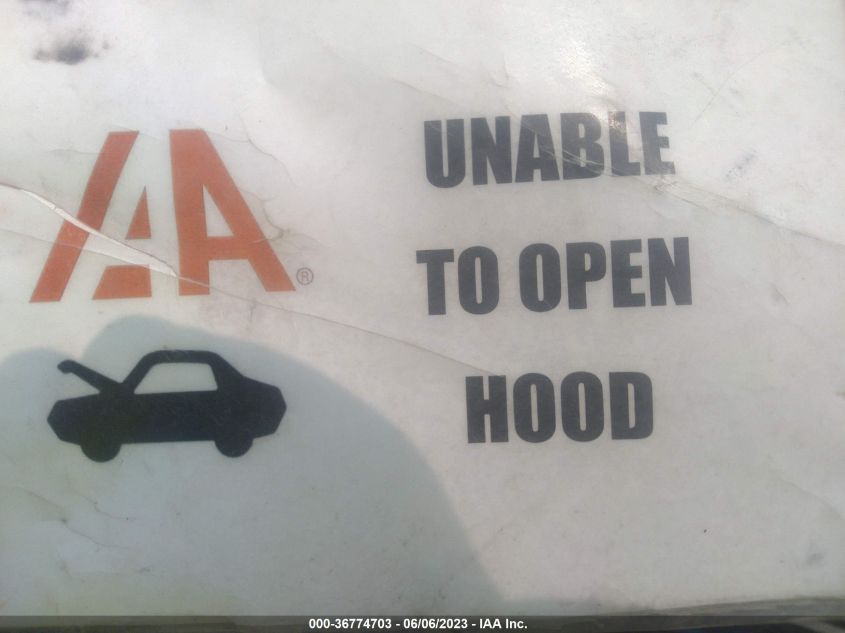 IAA®
UNABLE
TO OPEN
HOOD
000-36774703 - 06/06/2023 - IAA Inc.